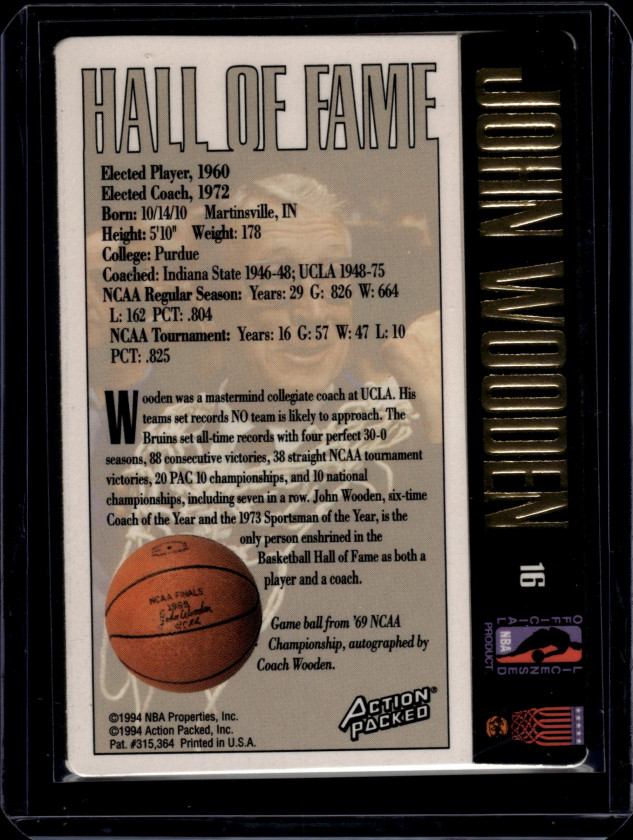 HALL OF FAME
Elected Player, 1960
Elected Coach, 1972
Born: 10/14/10 Martinsville, IN
Height: 5'10" Weight: 178
College: Purdue
Coached: Indiana State 1946-48; UCLA 1948-75
NCAA Regular Season: Years: 29 G: 826 W: 664
L: 162 PCT: .804
NCAA Tournament: Years: 16 G: 57 W: 47 L: 10
PCT: .825
Wooden was a mastermind collegiate coach at UCLA. His
teams set records NO team is likely to approach. The
Bruins set all-time records with four perfect 30-0
seasons, 88 consecutive victories, 38 straight NCAA tournament
victories, 20 PAC 10 championships, and 10 national
championships, including seven in a row. John Wooden, six-time
Coach of the Year and the 1973 Sportsman of the Year, is the
only person enshrined in the
Basketball Hall of Fame as both a
player and a coach.
NCAA FINALS
1969
John Wooden
UCLA
Game ball from '69 NCAA
Championship, autographed by
Coach Wooden.
©1994 NBA Properties, Inc.
©1994 Action Packed, Inc.
Pat. #315,364 Printed in U.S.A.
ACTION
PACKED®
JOHN WOODEN
16
OFFICIAL
LICENSED
NBA
PRODUCT